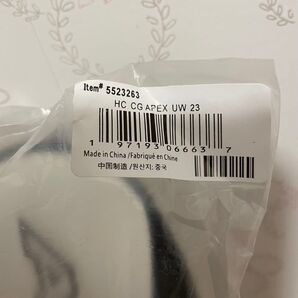 Item# 5523263
HC CG APEX UW 23
1 97193 06663 7
Made in China /Fabriqué en Chine
中国制造 /원산지: 중국